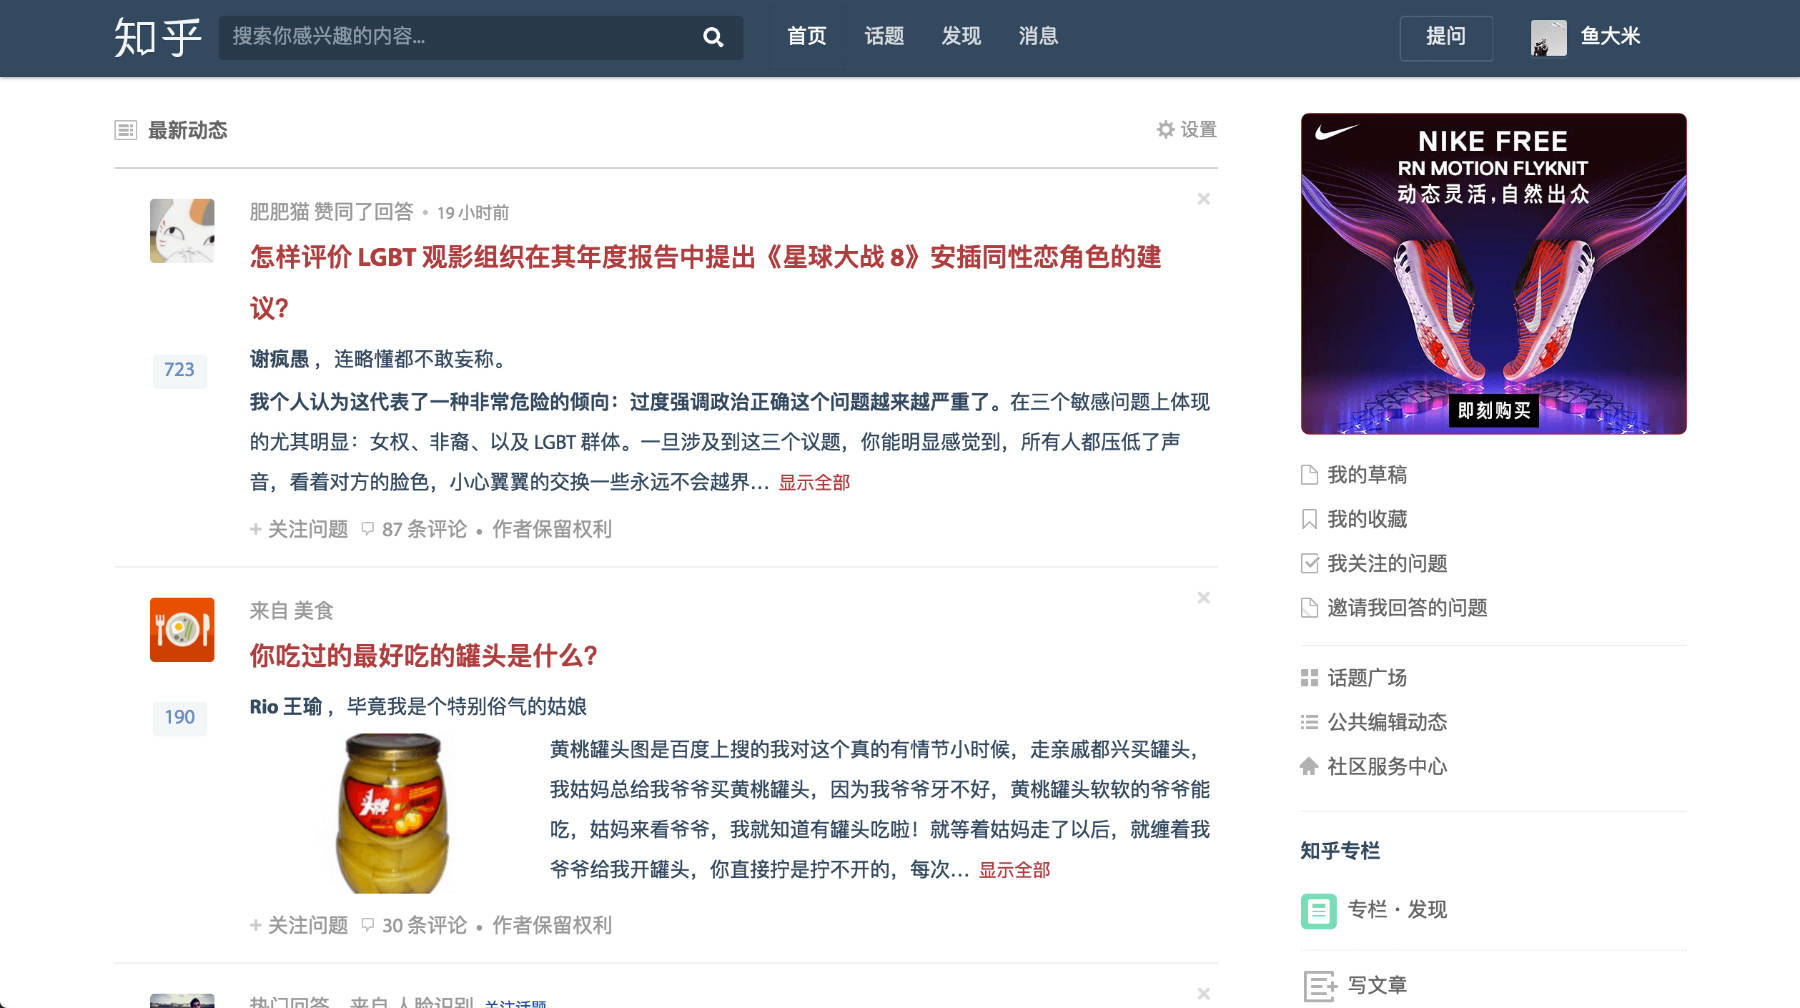 知乎
搜索你感兴趣的内容...
首页 话题 发现 消息
提问
鱼大米
最新动态
设置
肥肥猫 赞同了回答 • 19 小时前
怎样评价 LGBT 观影组织在其年度报告中提出《星球大战 8》安插同性恋角色的建
议?
723
谢疯愚 ，连略懂都不敢妄称。
我个人认为这代表了一种非常危险的倾向：过度强调政治正确这个问题越来越严重了。在三个敏感问题上体现
的尤其明显：女权、非裔、以及 LGBT 群体。一旦涉及到这三个议题，你能明显感觉到，所有人都压低了声
音，看着对方的脸色，小心翼翼的交换一些永远不会越界… 显示全部
+ 关注问题 87 条评论 • 作者保留权利
来自 美食
你吃过的最好吃的罐头是什么?
190
Rio 王瑜 ，毕竟我是个特别俗气的姑娘
头牌
黄桃罐头图是百度上搜的我对这个真的有情节小时候，走亲戚都兴买罐头，
我姑妈总给我爷爷买黄桃罐头，因为我爷爷牙不好，黄桃罐头软软的爷爷能
吃，姑妈来看爷爷，我就知道有罐头吃啦！就等着姑妈走了以后，就缠着我
爷爷给我开罐头，你直接拧是拧不开的，每次… 显示全部
+ 关注问题 30 条评论 • 作者保留权利
热门回答，来自 人脸识别 关注话题
NIKE FREE
RN MOTION FLYKNIT
动态灵活，自然出众
即刻购买
我的草稿
我的收藏
我关注的问题
邀请我回答的问题
话题广场
公共编辑动态
社区服务中心
知乎专栏
专栏 · 发现
写文章